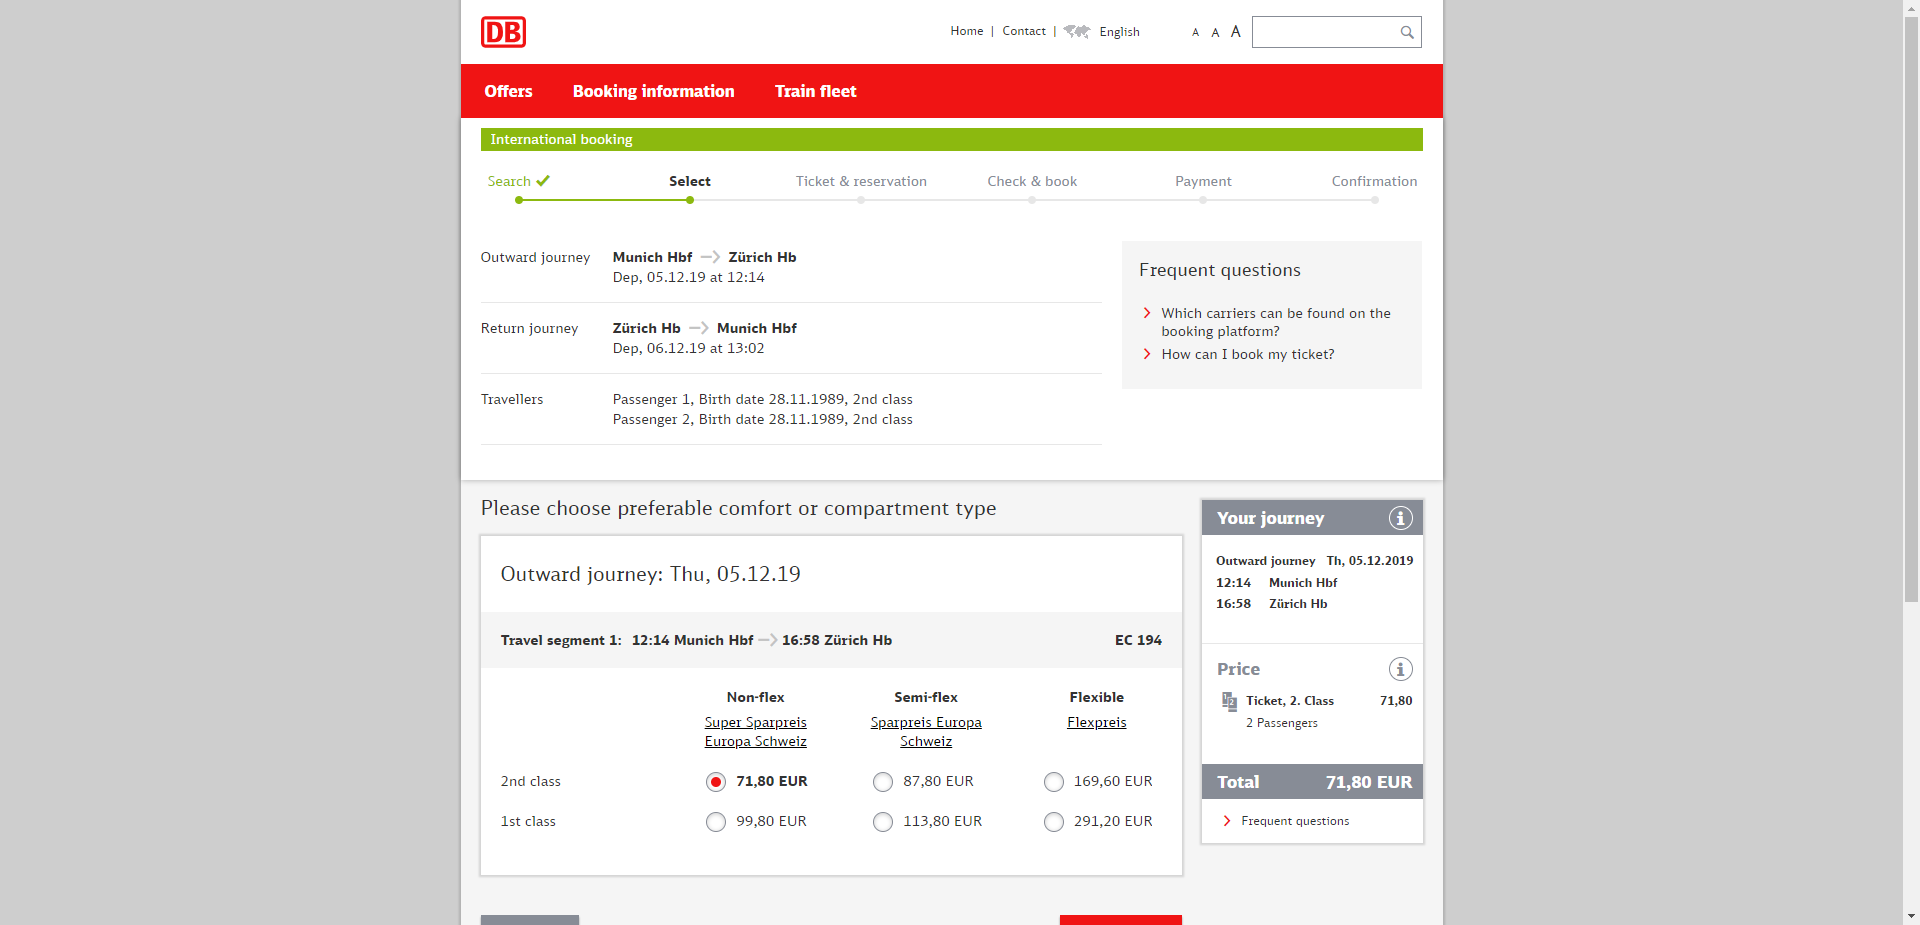 DB
Home | Contact | English A A A
Offers Booking information Train fleet
International booking
Search Select Ticket & reservation Check & book Payment Confirmation
Outward journey Munich Hbf Zürich Hb
Dep, 05.12.19 at 12:14
Return journey Zürich Hb Munich Hbf
Dep, 06.12.19 at 13:02
Travellers Passenger 1, Birth date 28.11.1989, 2nd class
Passenger 2, Birth date 28.11.1989, 2nd class
Frequent questions
Which carriers can be found on the
booking platform?
How can I book my ticket?
Please choose preferable comfort or compartment type
Outward journey: Thu, 05.12.19
Travel segment 1: 12:14 Munich Hbf 16:58 Zürich Hb EC 194
Non-flex Semi-flex Flexible
Super Sparpreis Sparpreis Europa Flexpreis
Europa Schweiz Schweiz
2nd class 71,80 EUR 87,80 EUR 169,60 EUR
1st class 99,80 EUR 113,80 EUR 291,20 EUR
Your journey i
Outward journey Th, 05.12.2019
12:14 Munich Hbf
16:58 Zürich Hb
Price i
Ticket, 2. Class 71,80
2 Passengers
Total 71,80 EUR
Frequent questions